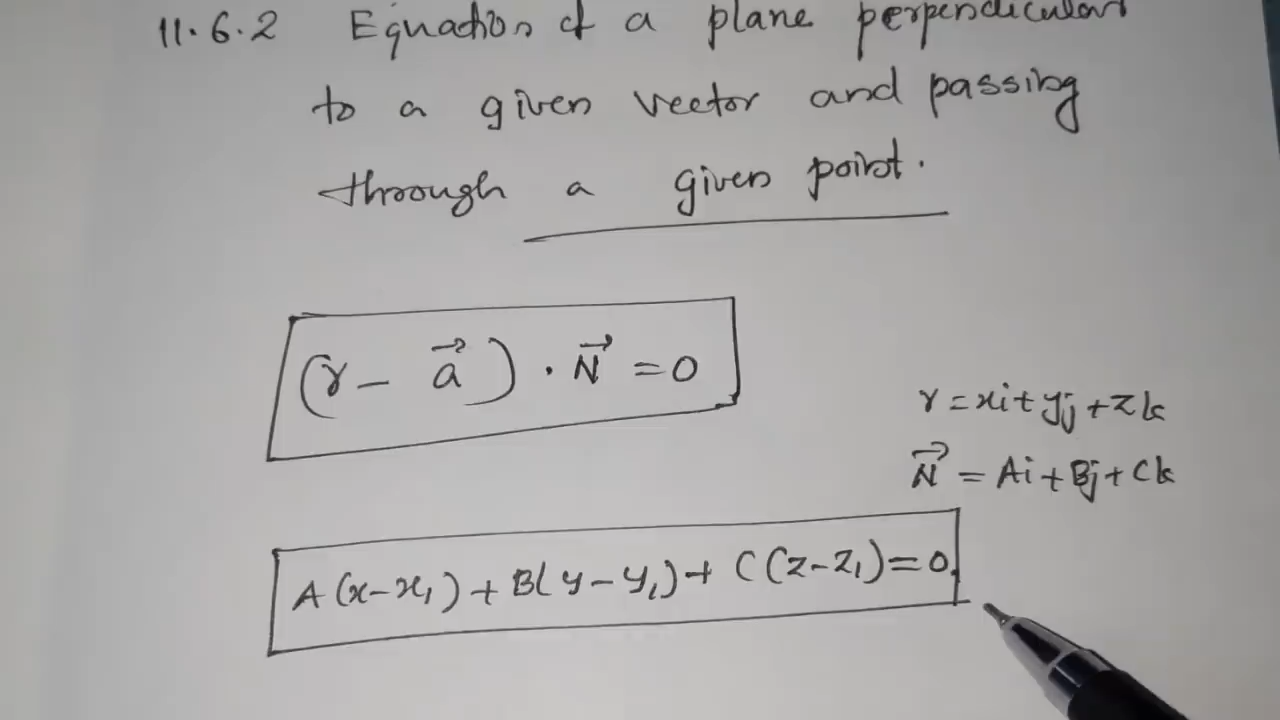 11.6.2 Equation of a plane perpendicular
to a given vector and passing
through a given point.
(r - a⃗) · N⃗ = 0
r = xi + yj + zk
N⃗ = Ai + Bj + Ck
A(x-x₁) + B(y-y₁) + C(z-z₁) = 0